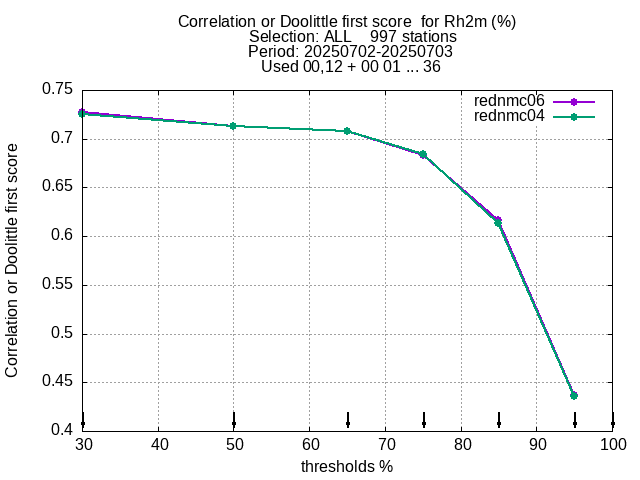 Correlation or Doolittle first score  for Rh2m (%)
Selection: ALL    997 stations
Period: 20250702-20250703
Used 00,12 + 00 01 ... 36
rednmc06
rednmc04
0.75
0.7
0.65
0.6
0.55
0.5
0.45
0.4
Correlation or Doolittle first score
30 40 50 60 70 80 90 100
thresholds %